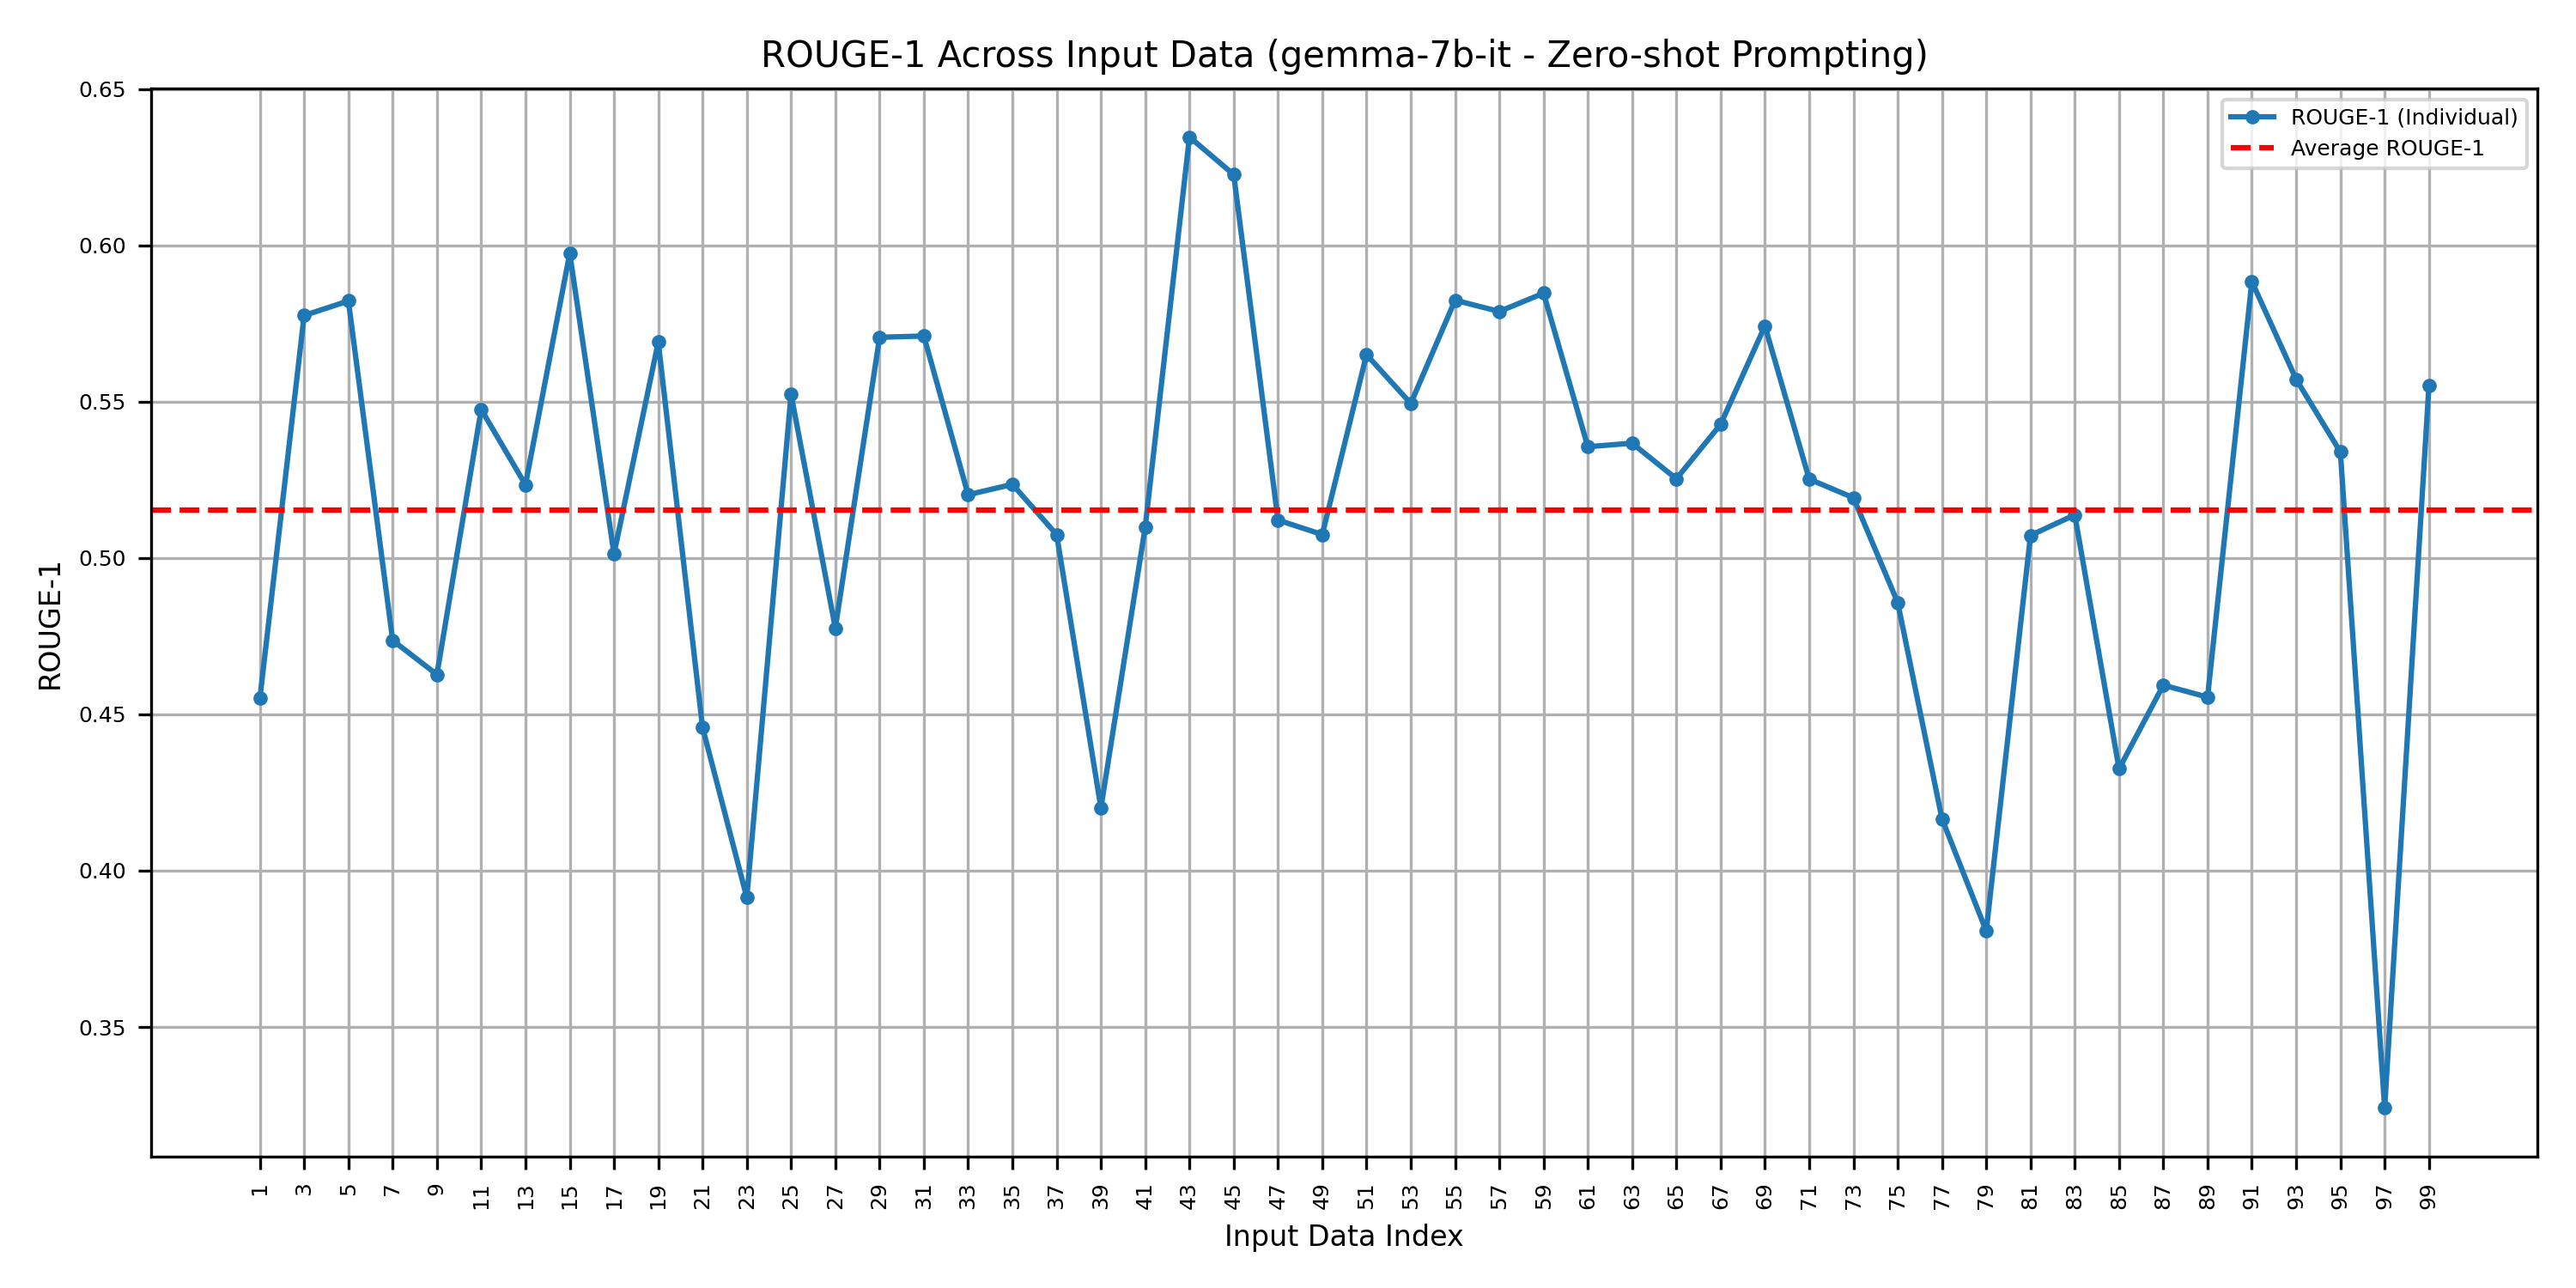 ROUGE-1 Across Input Data (gemma-7b-it - Zero-shot Prompting)
ROUGE-1 (Individual)
Average ROUGE-1
ROUGE-1
0.65
0.60
0.55
0.50
0.45
0.40
0.35
1 3 5 7 9 11 13 15 17 19 21 23 25 27 29 31 33 35 37 39 41 43 45 47 49 51 53 55 57 59 61 63 65 67 69 71 73 75 77 79 81 83 85 87 89 91 93 95 97 99
Input Data Index